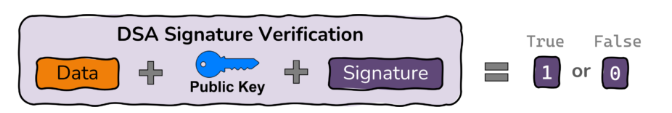 DSA Signature Verification
Data + Public Key + Signature = 1 or 0
True False